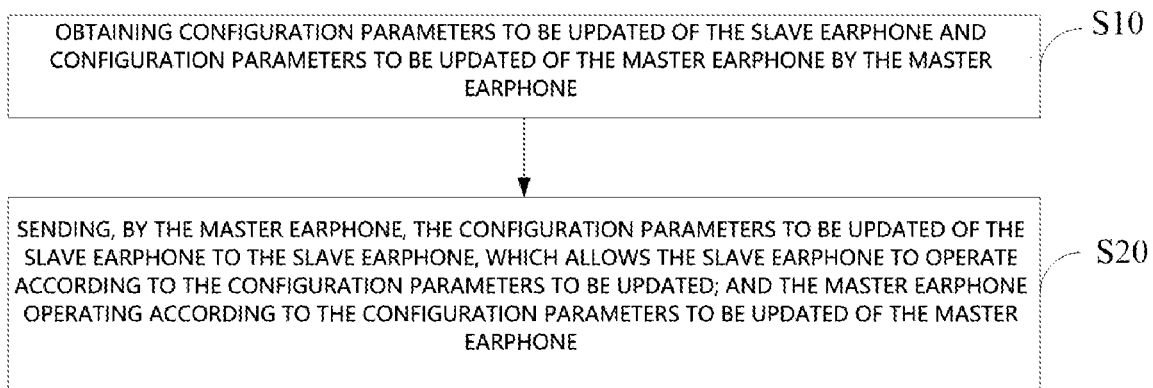 OBTAINING CONFIGURATION PARAMETERS TO BE UPDATED OF THE SLAVE EARPHONE AND
CONFIGURATION PARAMETERS TO BE UPDATED OF THE MASTER EARPHONE BY THE MASTER
EARPHONE
S10
SENDING, BY THE MASTER EARPHONE, THE CONFIGURATION PARAMETERS TO BE UPDATED OF THE
SLAVE EARPHONE TO THE SLAVE EARPHONE, WHICH ALLOWS THE SLAVE EARPHONE TO OPERATE
ACCORDING TO THE CONFIGURATION PARAMETERS TO BE UPDATED; AND THE MASTER EARPHONE
OPERATING ACCORDING TO THE CONFIGURATION PARAMETERS TO BE UPDATED OF THE MASTER
EARPHONE
S20